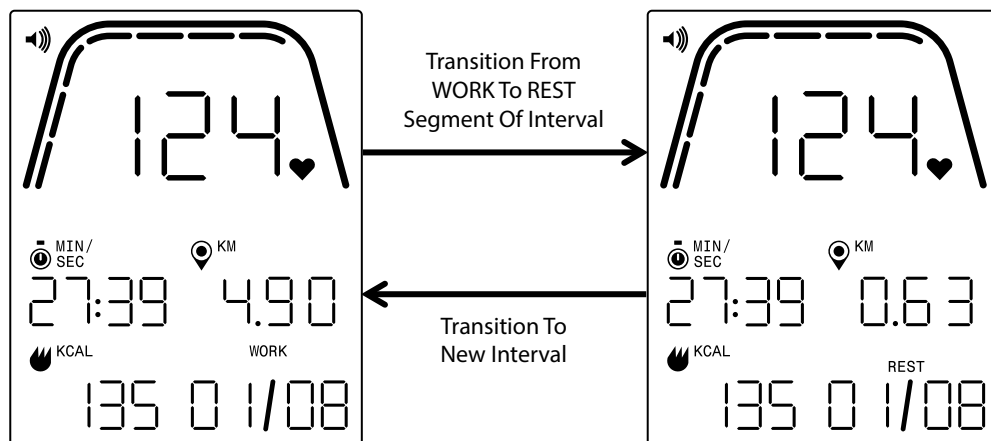 124
MIN/
SEC
KM
27:39
4.90
KCAL
WORK
135
01/08
Transition From
WORK To REST
Segment Of Interval
Transition To
New Interval
124
MIN/
SEC
KM
27:39
0.63
KCAL
REST
135
01/08